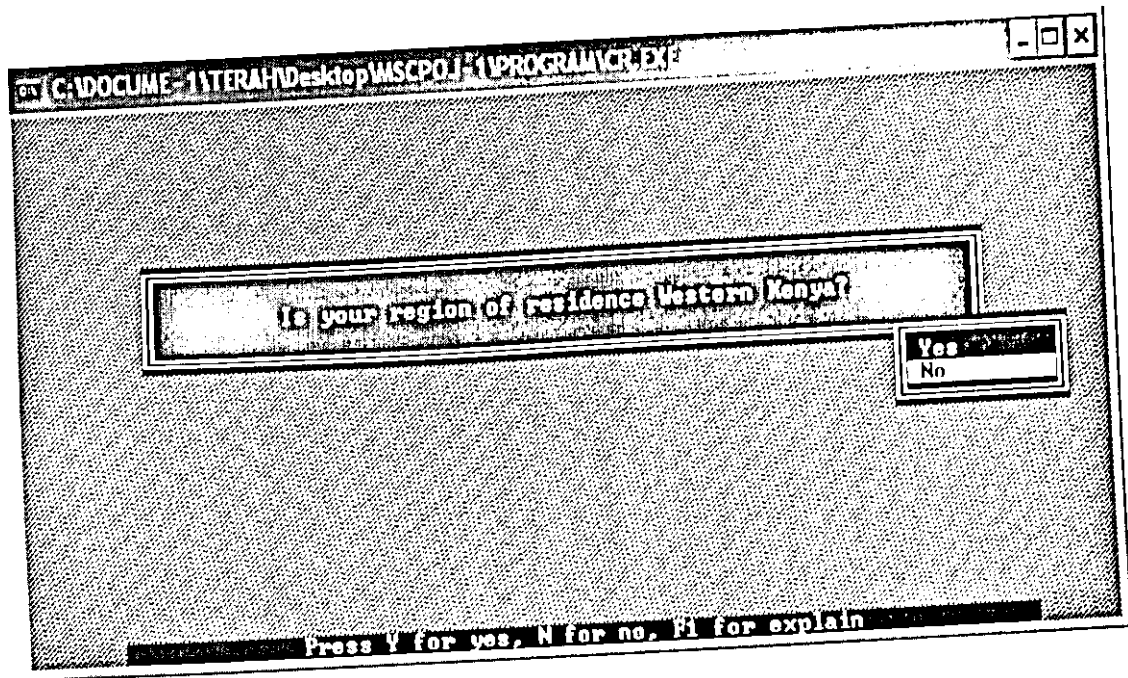 C:\DOCUME~1\TERAH\Desktop\MSCPOJ~1\PROGRAM\CR.EXE
Is your region of residence Western Kenya?
Yes
No
Press Y for yes, N for no, F1 for explain